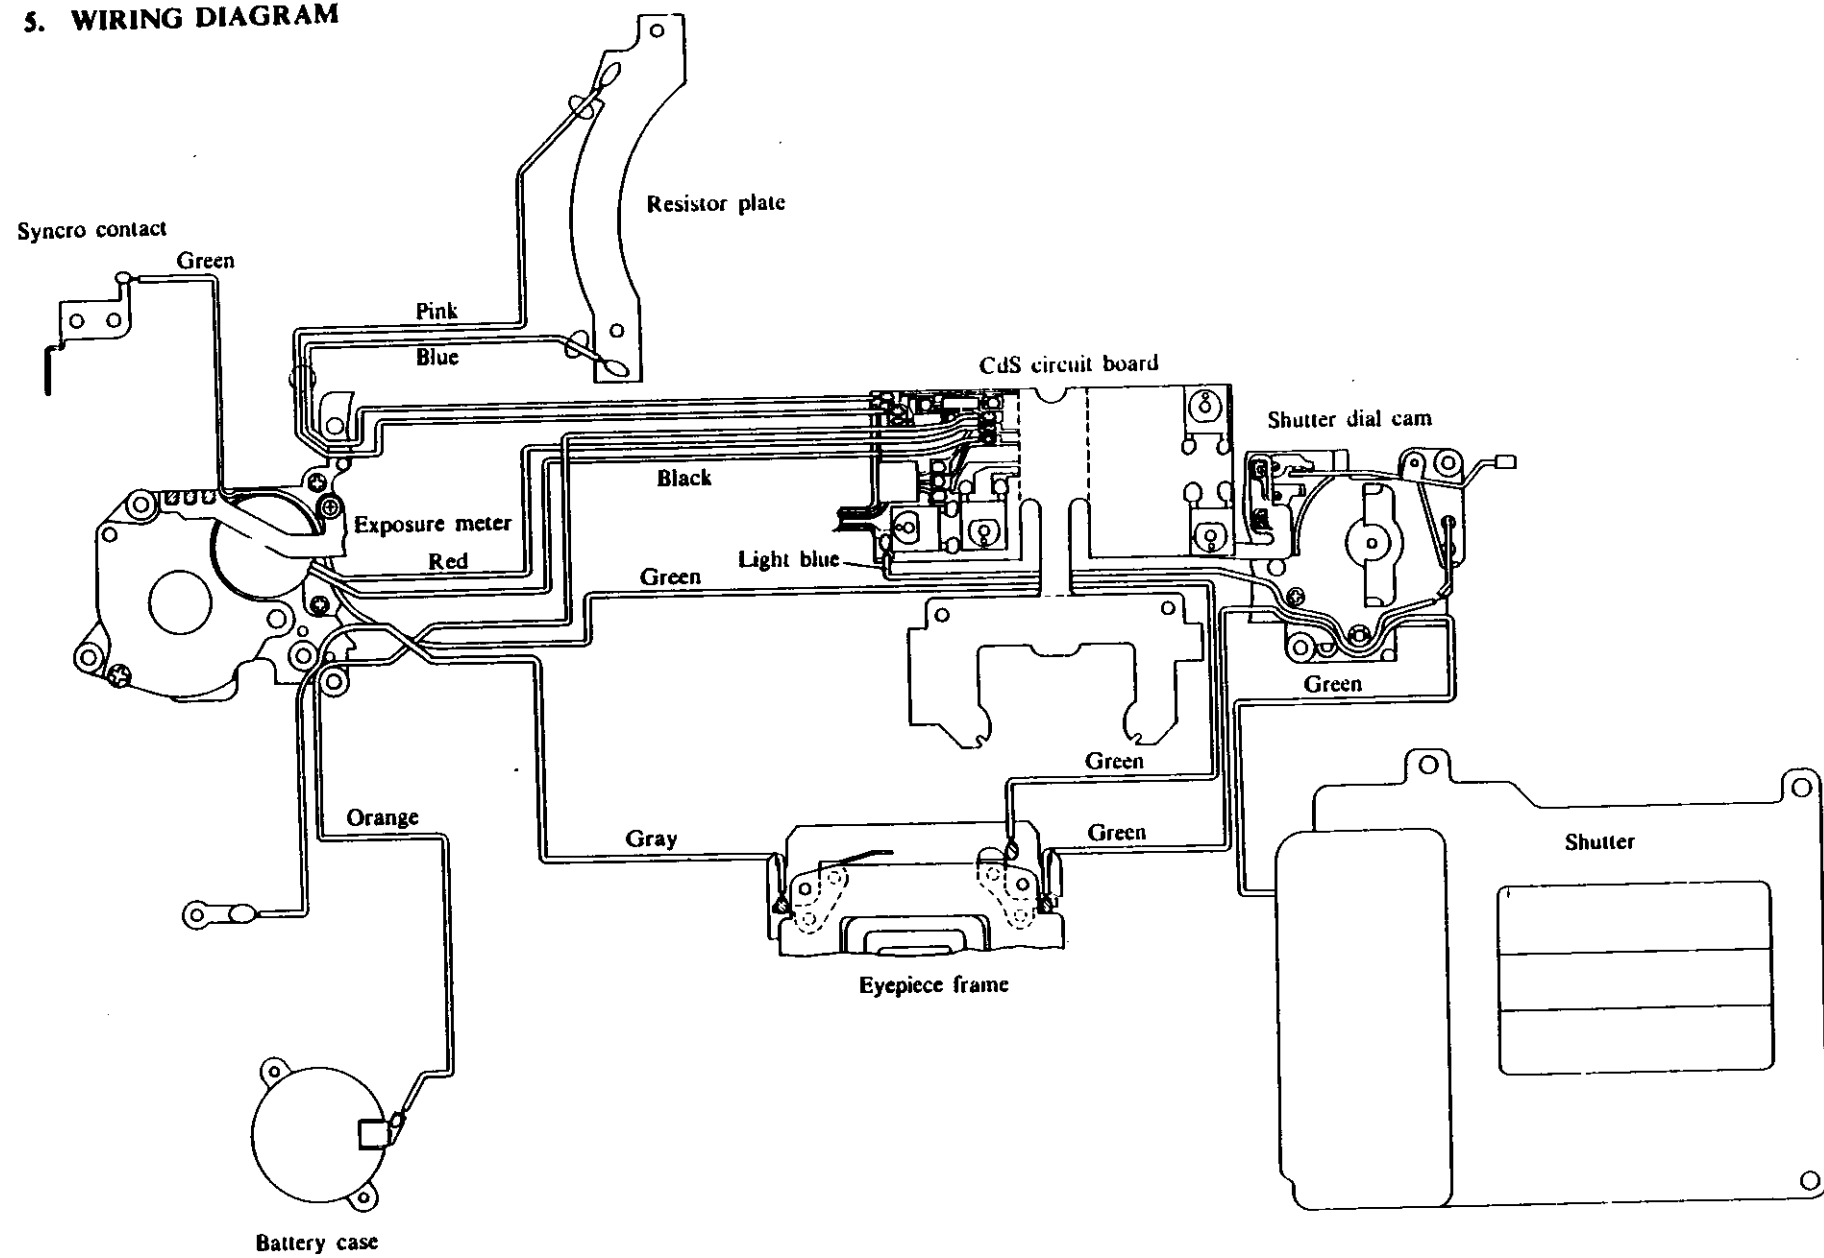 5. WIRING DIAGRAM
Resistor plate
Syncro contact
Green
Pink
Blue
CdS circuit board
Shutter dial cam
Black
Exposure meter
Red
Light blue
Green
Green
Green
Orange
Gray
Green
Shutter
Eyepiece frame
Battery case